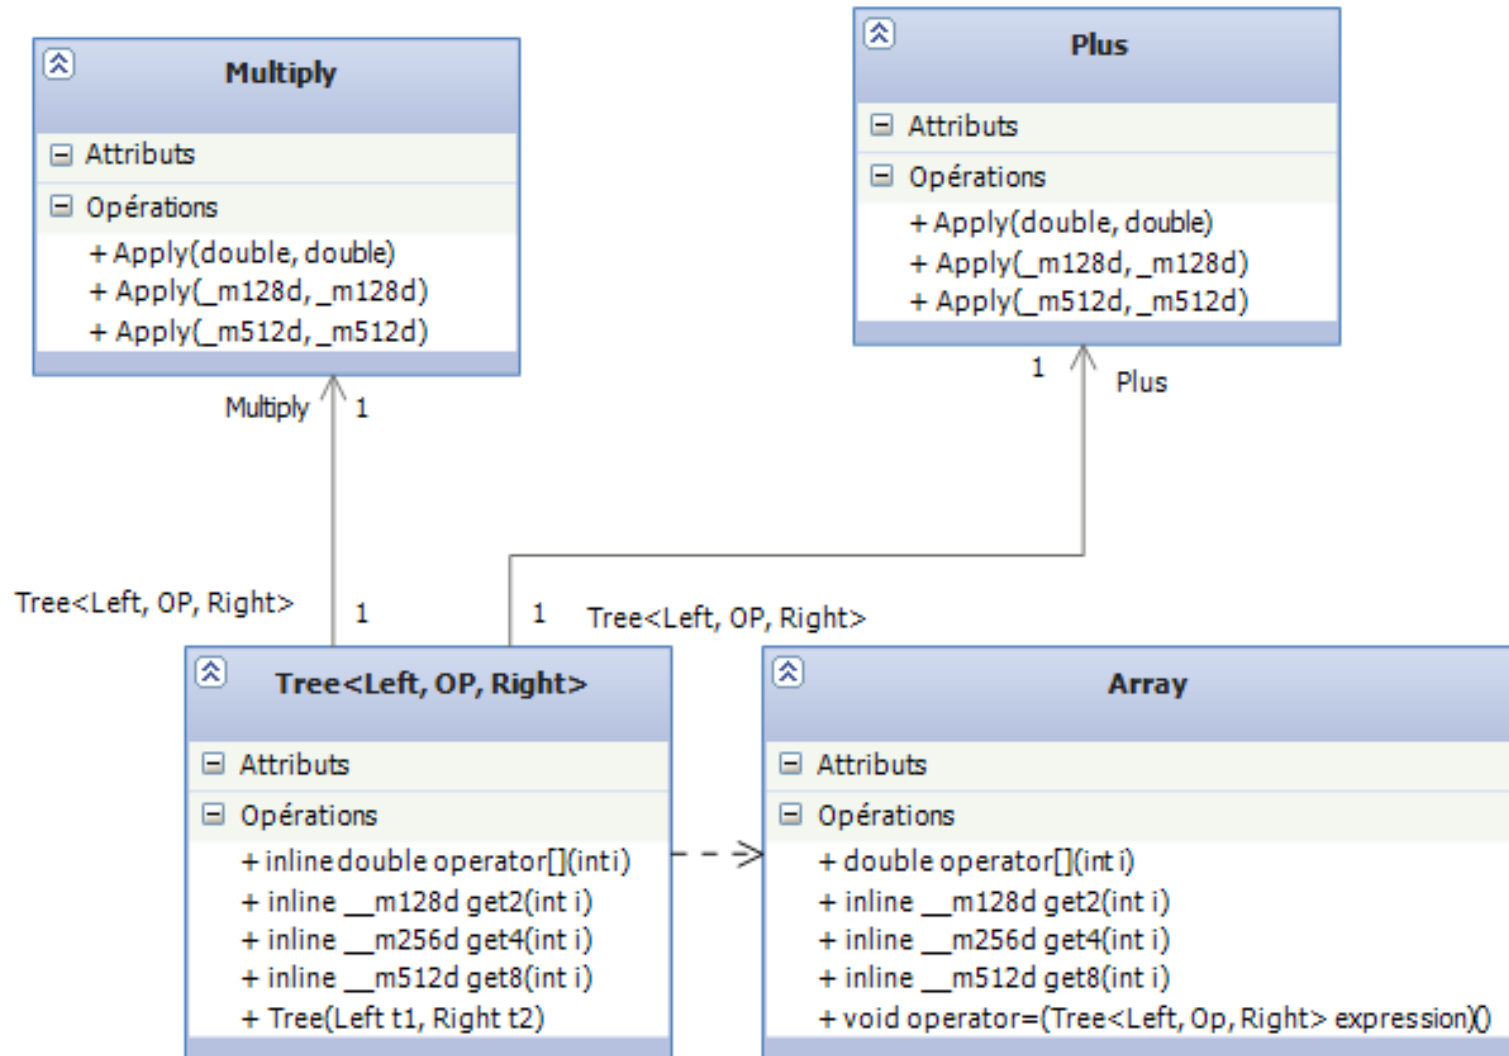 Multiply
Attributs
Opérations
+ Apply(double, double)
+ Apply(_m128d, _m128d)
+ Apply(_m512d, _m512d)
Plus
Attributs
Opérations
+ Apply(double, double)
+ Apply(_m128d, _m128d)
+ Apply(_m512d, _m512d)
Multiply 1
1 Plus
Tree<Left, OP, Right> 1
1 Tree<Left, OP, Right>
Tree<Left, OP, Right>
Attributs
Opérations
+ inline double operator[](int i)
+ inline __m128d get2(int i)
+ inline __m256d get4(int i)
+ inline __m512d get8(int i)
+ Tree(Left t1, Right t2)
Array
Attributs
Opérations
+ double operator[](int i)
+ inline __m128d get2(int i)
+ inline __m256d get4(int i)
+ inline __m512d get8(int i)
+ void operator=(Tree<Left, Op, Right> expression)()